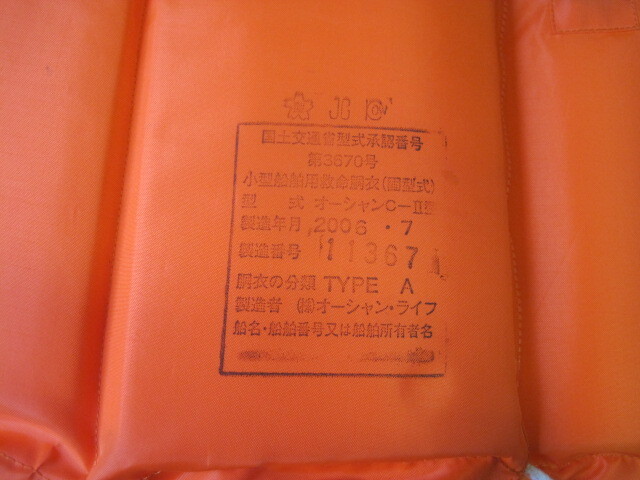 JG
国土交通省型式承認番号
第3670号
小型船舶用救命胴衣(固型式)
型 式 オーシャンC-II型
製造年月 2006・7
製造番号 11367
胴衣の分類 TYPE A
製造者 (株)オーシャン・ライフ
船名・船舶番号又は船舶所有者名